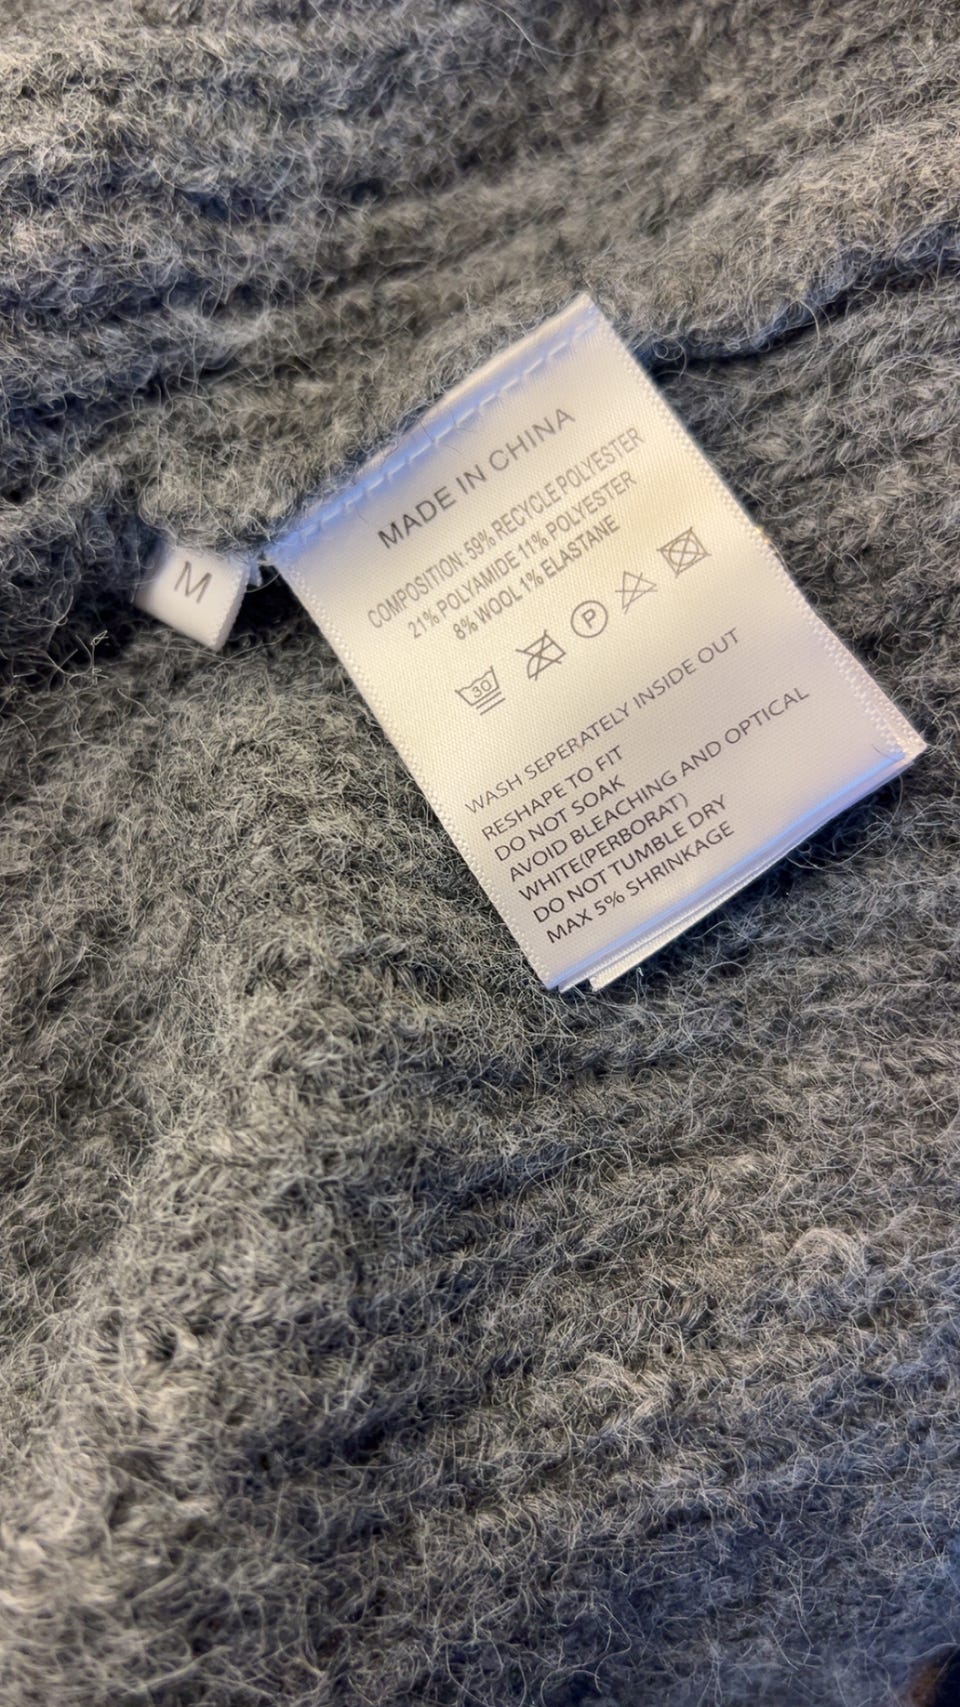 M
MADE IN CHINA
COMPOSITION: 59% RECYCLE POLYESTER
21% POLYAMIDE 11% POLYESTER
8% WOOL 1% ELASTANE
30 P
WASH SEPERATELY INSIDE OUT
RESHAPE TO FIT
DO NOT SOAK
AVOID BLEACHING AND OPTICAL
WHITE(PERBORAT)
DO NOT TUMBLE DRY
MAX 5% SHRINKAGE